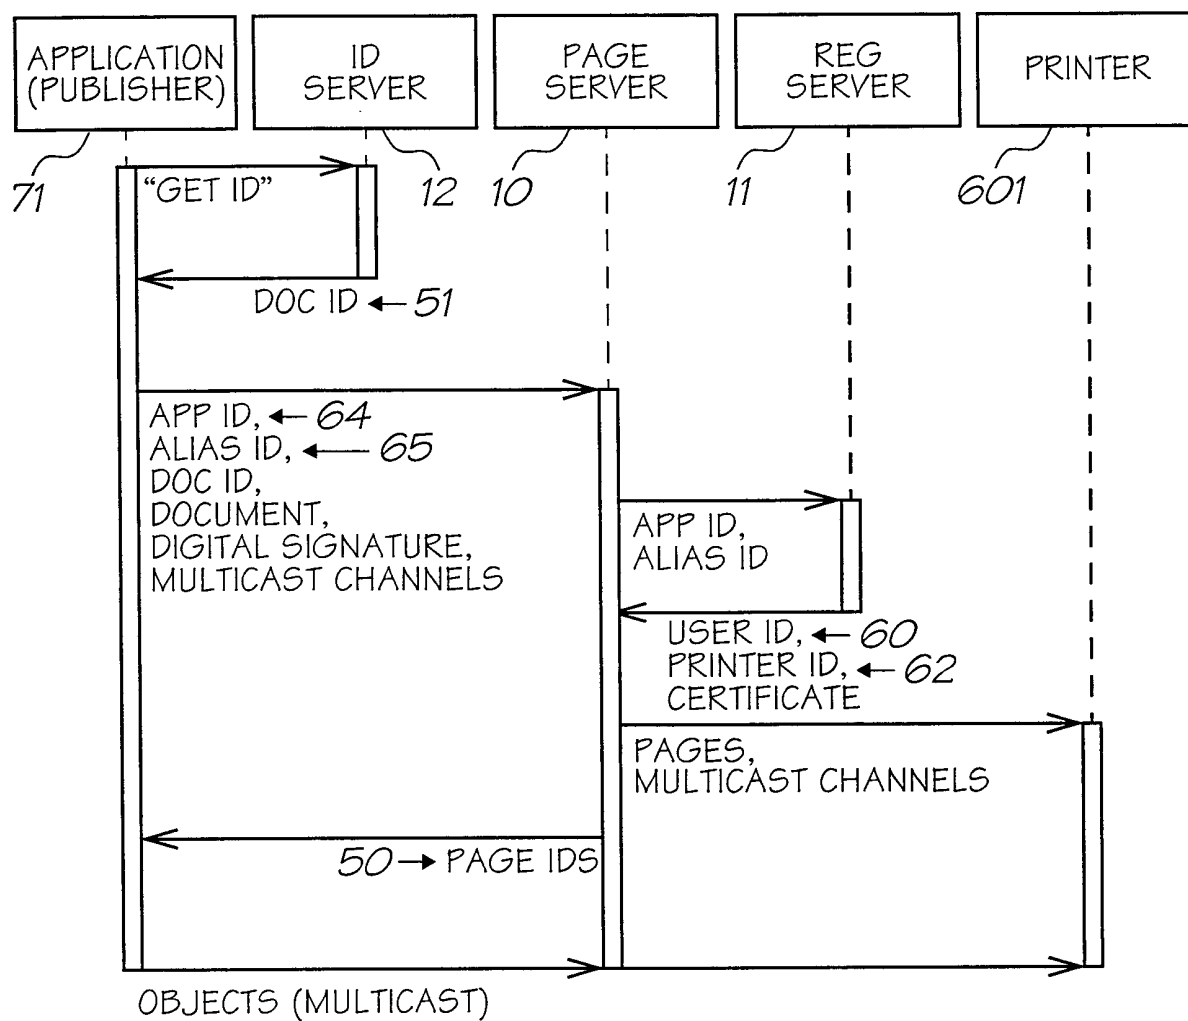 APPLICATION
(PUBLISHER)
ID
SERVER
PAGE
SERVER
REG
SERVER
PRINTER
71
12
10
11
601
“GET ID”
DOC ID
51
APP ID,
64
ALIAS ID,
65
DOC ID,
DOCUMENT,
DIGITAL SIGNATURE,
MULTICAST CHANNELS
APP ID,
ALIAS ID
USER ID,
60
PRINTER ID,
62
CERTIFICATE
PAGES,
MULTICAST CHANNELS
50
PAGE IDS
OBJECTS (MULTICAST)